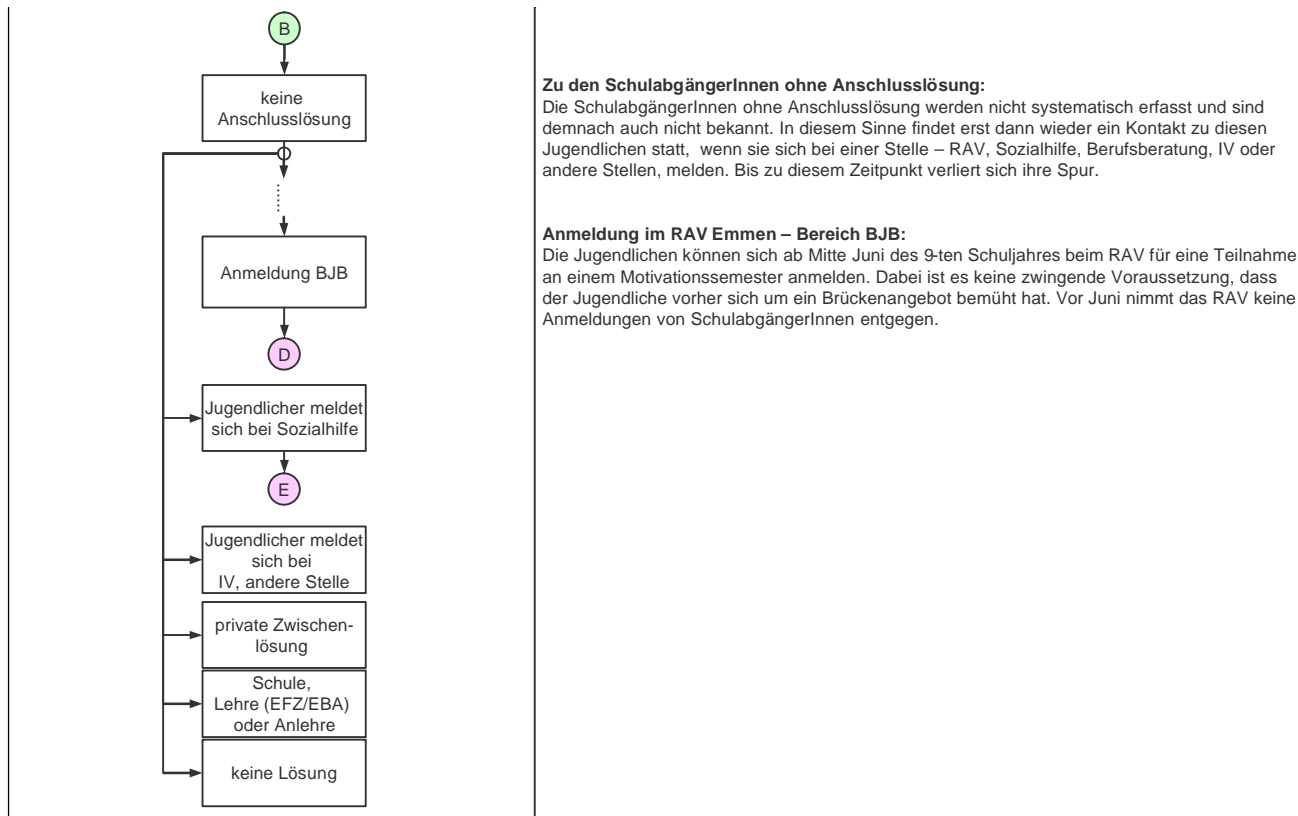 B
keine
Anschlusslösung
Anmeldung BJB
D
Jugendlicher meldet
sich bei Sozialhilfe
E
Jugendlicher meldet
sich bei
IV, andere Stelle
private Zwischen-
lösung
Schule,
Lehre (EFZ/EBA)
oder Anlehre
keine Lösung
Zu den SchulabgängerInnen ohne Anschlusslösung:
Die SchulabgängerInnen ohne Anschlusslösung werden nicht systematisch erfasst und sind
demnach auch nicht bekannt. In diesem Sinne findet erst dann wieder ein Kontakt zu diesen
Jugendlichen statt, wenn sie sich bei einer Stelle – RAV, Sozialhilfe, Berufsberatung, IV oder
andere Stellen, melden. Bis zu diesem Zeitpunkt verliert sich ihre Spur.
Anmeldung im RAV Emmen – Bereich BJB:
Die Jugendlichen können sich ab Mitte Juni des 9-ten Schuljahres beim RAV für eine Teilnahme
an einem Motivationssemester anmelden. Dabei ist es keine zwingende Voraussetzung, dass
der Jugendliche vorher sich um ein Brückenangebot bemüht hat. Vor Juni nimmt das RAV keine
Anmeldungen von SchulabgängerInnen entgegen.